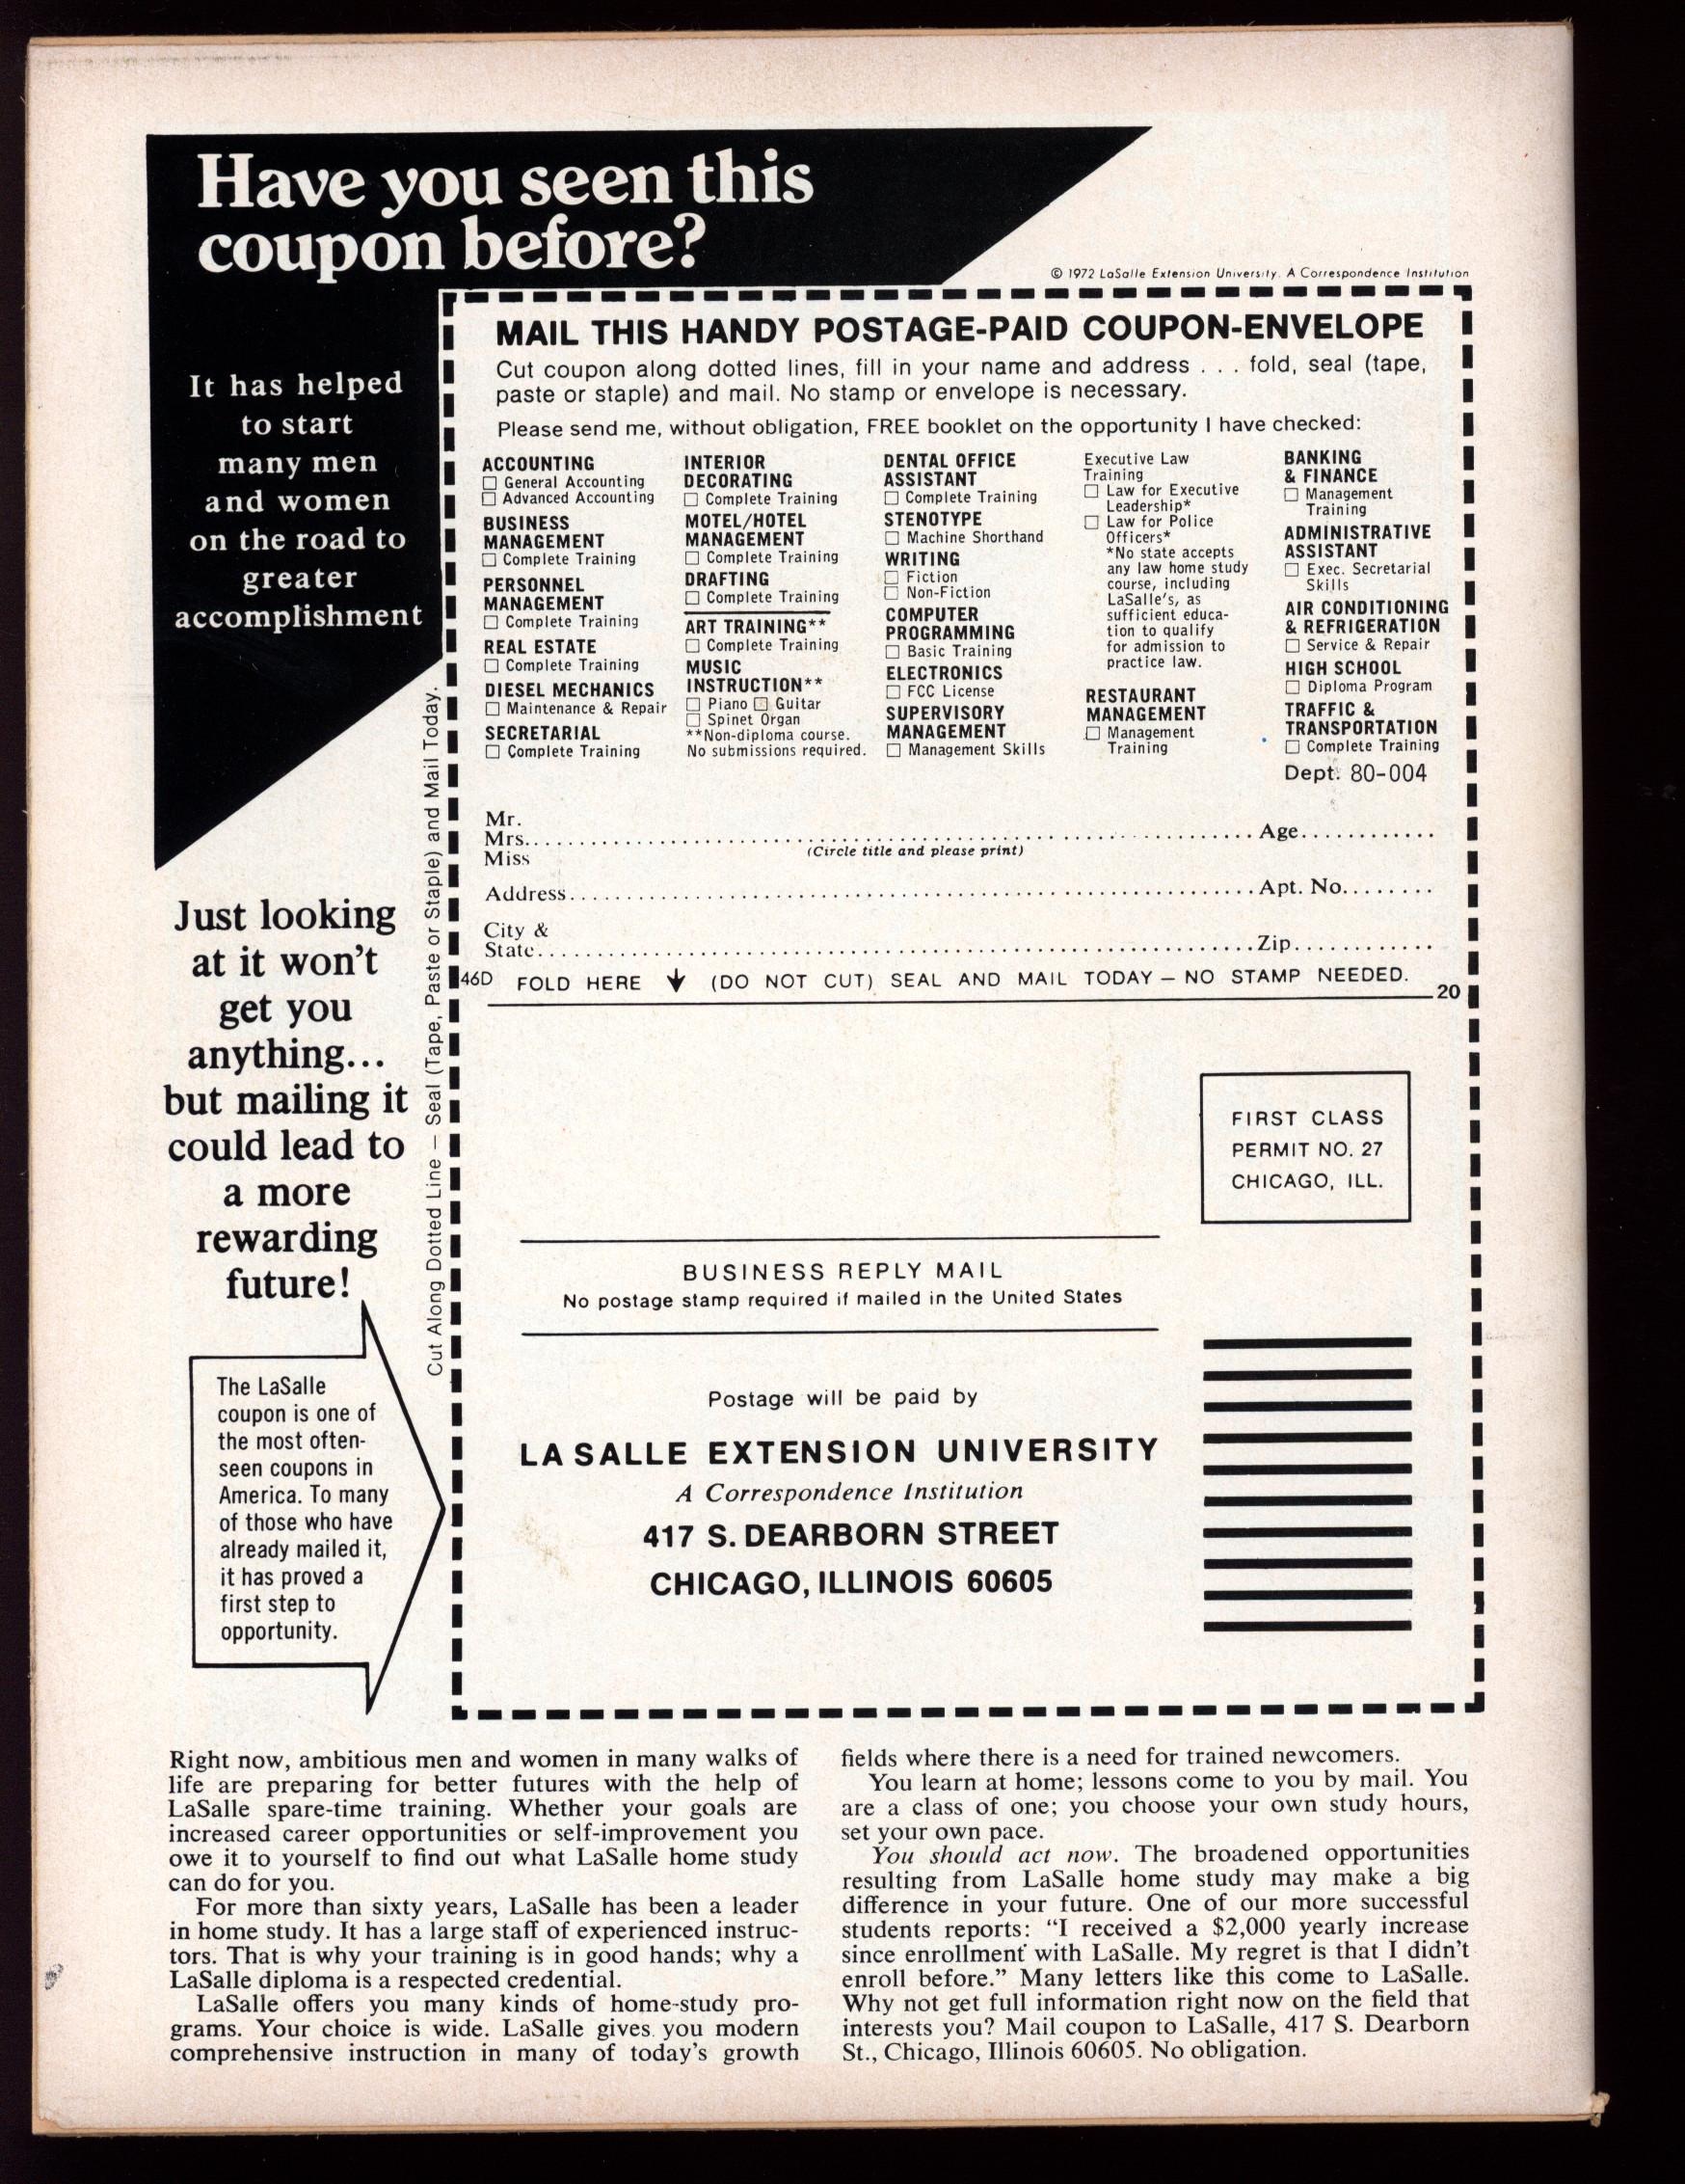 Have you seen this
coupon before?
© 1972 LaSalle Extension University. A Correspondence Institution
It has helped
to start
many men
and women
on the road to
greater
accomplishment
Just looking
at it won't
get you
anything...
but mailing it
could lead to
a more
rewarding
future!
The LaSalle
coupon is one of
the most often-
seen coupons in
America. To many
of those who have
already mailed it,
it has proved a
first step to
opportunity.
Cut Along Dotted Line — Seal (Tape, Paste or Staple) and Mail Today.
MAIL THIS HANDY POSTAGE-PAID COUPON-ENVELOPE
Cut coupon along dotted lines, fill in your name and address . . . fold, seal (tape,
paste or staple) and mail. No stamp or envelope is necessary.
Please send me, without obligation, FREE booklet on the opportunity I have checked:
ACCOUNTING
☐ General Accounting
☐ Advanced Accounting
BUSINESS
MANAGEMENT
☐ Complete Training
PERSONNEL
MANAGEMENT
☐ Complete Training
REAL ESTATE
☐ Complete Training
DIESEL MECHANICS
☐ Maintenance & Repair
SECRETARIAL
☐ Complete Training
INTERIOR
DECORATING
☐ Complete Training
MOTEL/HOTEL
MANAGEMENT
☐ Complete Training
DRAFTING
☐ Complete Training
ART TRAINING**
☐ Complete Training
MUSIC
INSTRUCTION**
☐ Piano ☐ Guitar
☐ Spinet Organ
**Non-diploma course.
No submissions required.
DENTAL OFFICE
ASSISTANT
☐ Complete Training
STENOTYPE
☐ Machine Shorthand
WRITING
☐ Fiction
☐ Non-Fiction
COMPUTER
PROGRAMMING
☐ Basic Training
ELECTRONICS
☐ FCC License
SUPERVISORY
MANAGEMENT
☐ Management Skills
Executive Law
Training
☐ Law for Executive
Leadership*
☐ Law for Police
Officers*
*No state accepts
any law home study
course, including
LaSalle's, as
sufficient educa-
tion to qualify
for admission to
practice law.
RESTAURANT
MANAGEMENT
☐ Management
Training
BANKING
& FINANCE
☐ Management
Training
ADMINISTRATIVE
ASSISTANT
☐ Exec. Secretarial
Skills
AIR CONDITIONING
& REFRIGERATION
☐ Service & Repair
HIGH SCHOOL
☐ Diploma Program
TRAFFIC &
TRANSPORTATION
☐ Complete Training
Dept. 80-004
Mr.
Mrs. Age
Miss (Circle title and please print)
Address Apt. No.
City &
State Zip
46D FOLD HERE ↓ (DO NOT CUT) SEAL AND MAIL TODAY — NO STAMP NEEDED.
20
FIRST CLASS
PERMIT NO. 27
CHICAGO, ILL.
BUSINESS REPLY MAIL
No postage stamp required if mailed in the United States
Postage will be paid by
LA SALLE EXTENSION UNIVERSITY
A Correspondence Institution
417 S. DEARBORN STREET
CHICAGO, ILLINOIS 60605
Right now, ambitious men and women in many walks of
life are preparing for better futures with the help of
LaSalle spare-time training. Whether your goals are
increased career opportunities or self-improvement you
owe it to yourself to find out what LaSalle home study
can do for you.
For more than sixty years, LaSalle has been a leader
in home study. It has a large staff of experienced instruc-
tors. That is why your training is in good hands; why a
LaSalle diploma is a respected credential.
LaSalle offers you many kinds of home-study pro-
grams. Your choice is wide. LaSalle gives you modern
comprehensive instruction in many of today's growth
fields where there is a need for trained newcomers.
You learn at home; lessons come to you by mail. You
are a class of one; you choose your own study hours,
set your own pace.
You should act now. The broadened opportunities
resulting from LaSalle home study may make a big
difference in your future. One of our more successful
students reports: "I received a $2,000 yearly increase
since enrollment with LaSalle. My regret is that I didn't
enroll before." Many letters like this come to LaSalle.
Why not get full information right now on the field that
interests you? Mail coupon to LaSalle, 417 S. Dearborn
St., Chicago, Illinois 60605. No obligation.